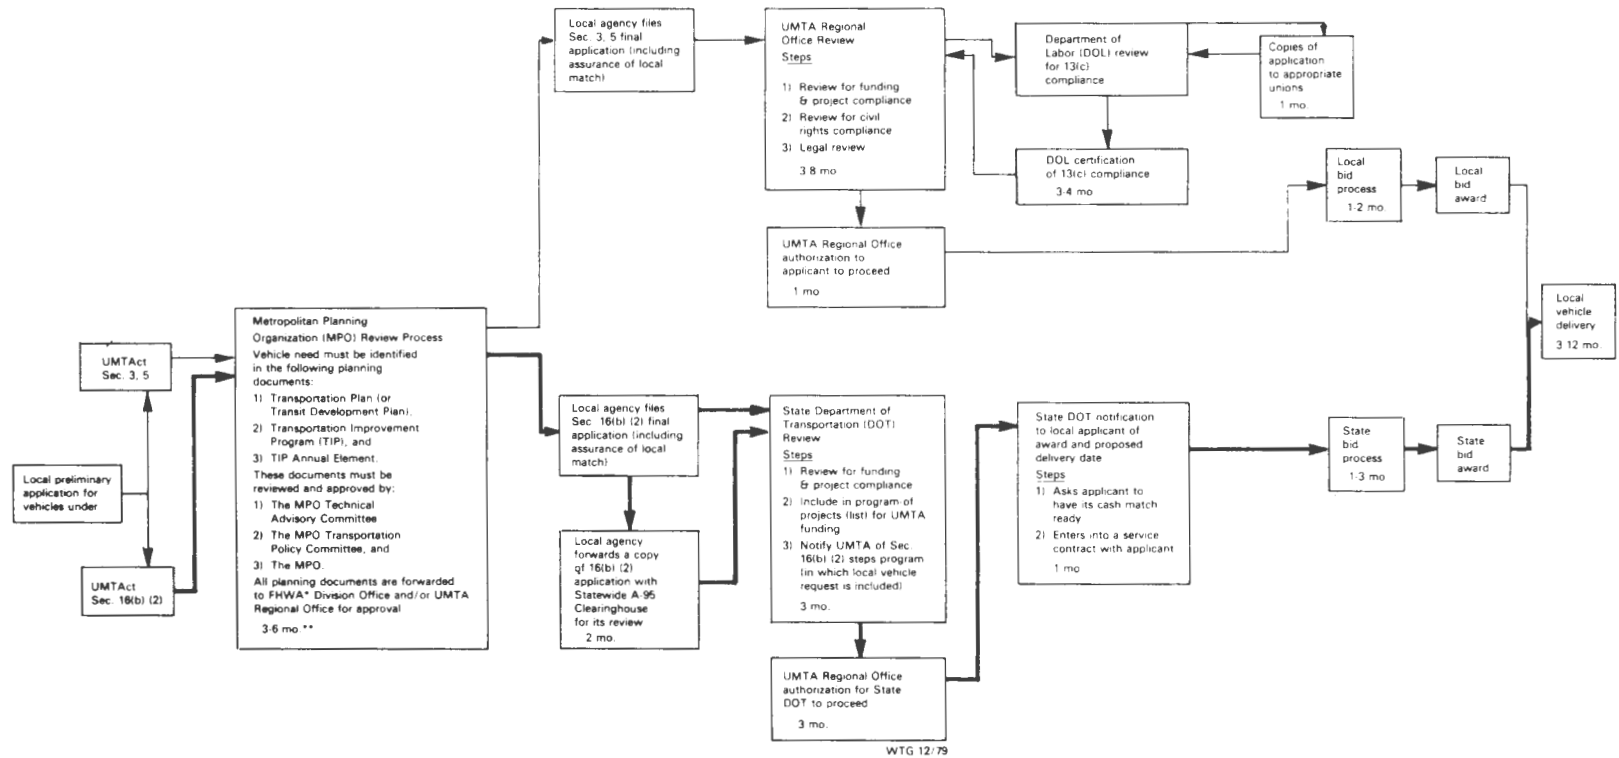 Local preliminary
application for
vehicles under
UMTAct
Sec. 3, 5
UMTAct
Sec. 16(b) (2)
Metropolitan Planning
Organization (MPO) Review Process
Vehicle need must be identified
in the following planning
documents:
1) Transportation Plan (or
Transit Development Plan),
2) Transportation Improvement
Program (TIP), and
3) TIP Annual Element.
These documents must be
reviewed and approved by:
1) The MPO Technical
Advisory Committee
2) The MPO Transportation
Policy Committee, and
3) The MPO.
All planning documents are forwarded
to FHWA* Division Office and/or UMTA
Regional Office for approval
3-6 mo.**
Local agency files
Sec. 3, 5 final
application (including
assurance of local
match)
UMTA Regional
Office Review
Steps
1) Review for funding
& project compliance
2) Review for civil
rights compliance
3) Legal review
3 8 mo
Department of
Labor (DOL) review
for 13(c)
compliance
Copies of
application
to appropriate
unions
1 mo.
DOL certification
of 13(c) compliance
3-4 mo
UMTA Regional Office
authorization to
applicant to proceed
1 mo
Local
bid
process
1-2 mo.
Local
bid
award
Local
vehicle
delivery
3 12 mo.
Local agency files
Sec. 16(b) (2) final
application (including
assurance of local
match)
Local agency
forwards a copy
of 16(b) (2)
application with
Statewide A-95
Clearinghouse
for its review
2 mo.
State Department of
Transportation (DOT)
Review
Steps
1) Review for funding
& project compliance
2) Include in program of
projects (list) for UMTA
funding
3) Notify UMTA of Sec.
16(b) (2) steps program
(in which local vehicle
request is included)
3 mo.
UMTA Regional Office
authorization for State
DOT to proceed
3 mo.
State DOT notification
to local applicant of
award and proposed
delivery date
Steps
1) Asks applicant to
have its cash match
ready
2) Enters into a service
contract with applicant
1 mo
State
bid
process
1-3 mo
State
bid
award
WTG 12/79